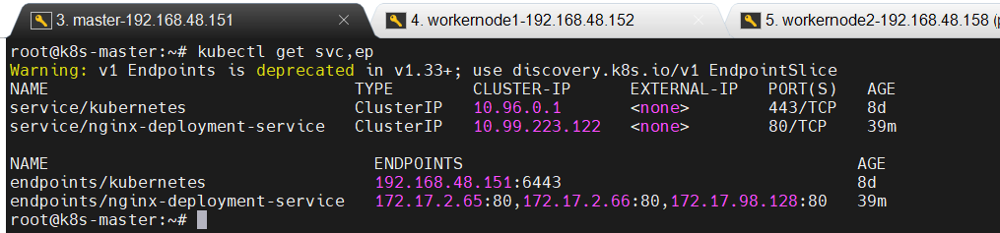 3. master-192.168.48.151
4. workernode1-192.168.48.152
5. workernode2-192.168.48.158 (p
root@k8s-master:~# kubectl get svc,ep
Warning: v1 Endpoints is deprecated in v1.33+; use discovery.k8s.io/v1 EndpointSlice
NAME TYPE CLUSTER-IP EXTERNAL-IP PORT(S) AGE
service/kubernetes ClusterIP 10.96.0.1 <none> 443/TCP 8d
service/nginx-deployment-service ClusterIP 10.99.223.122 <none> 80/TCP 39m
NAME ENDPOINTS AGE
endpoints/kubernetes 192.168.48.151:6443 8d
endpoints/nginx-deployment-service 172.17.2.65:80,172.17.2.66:80,172.17.98.128:80 39m
root@k8s-master:~#